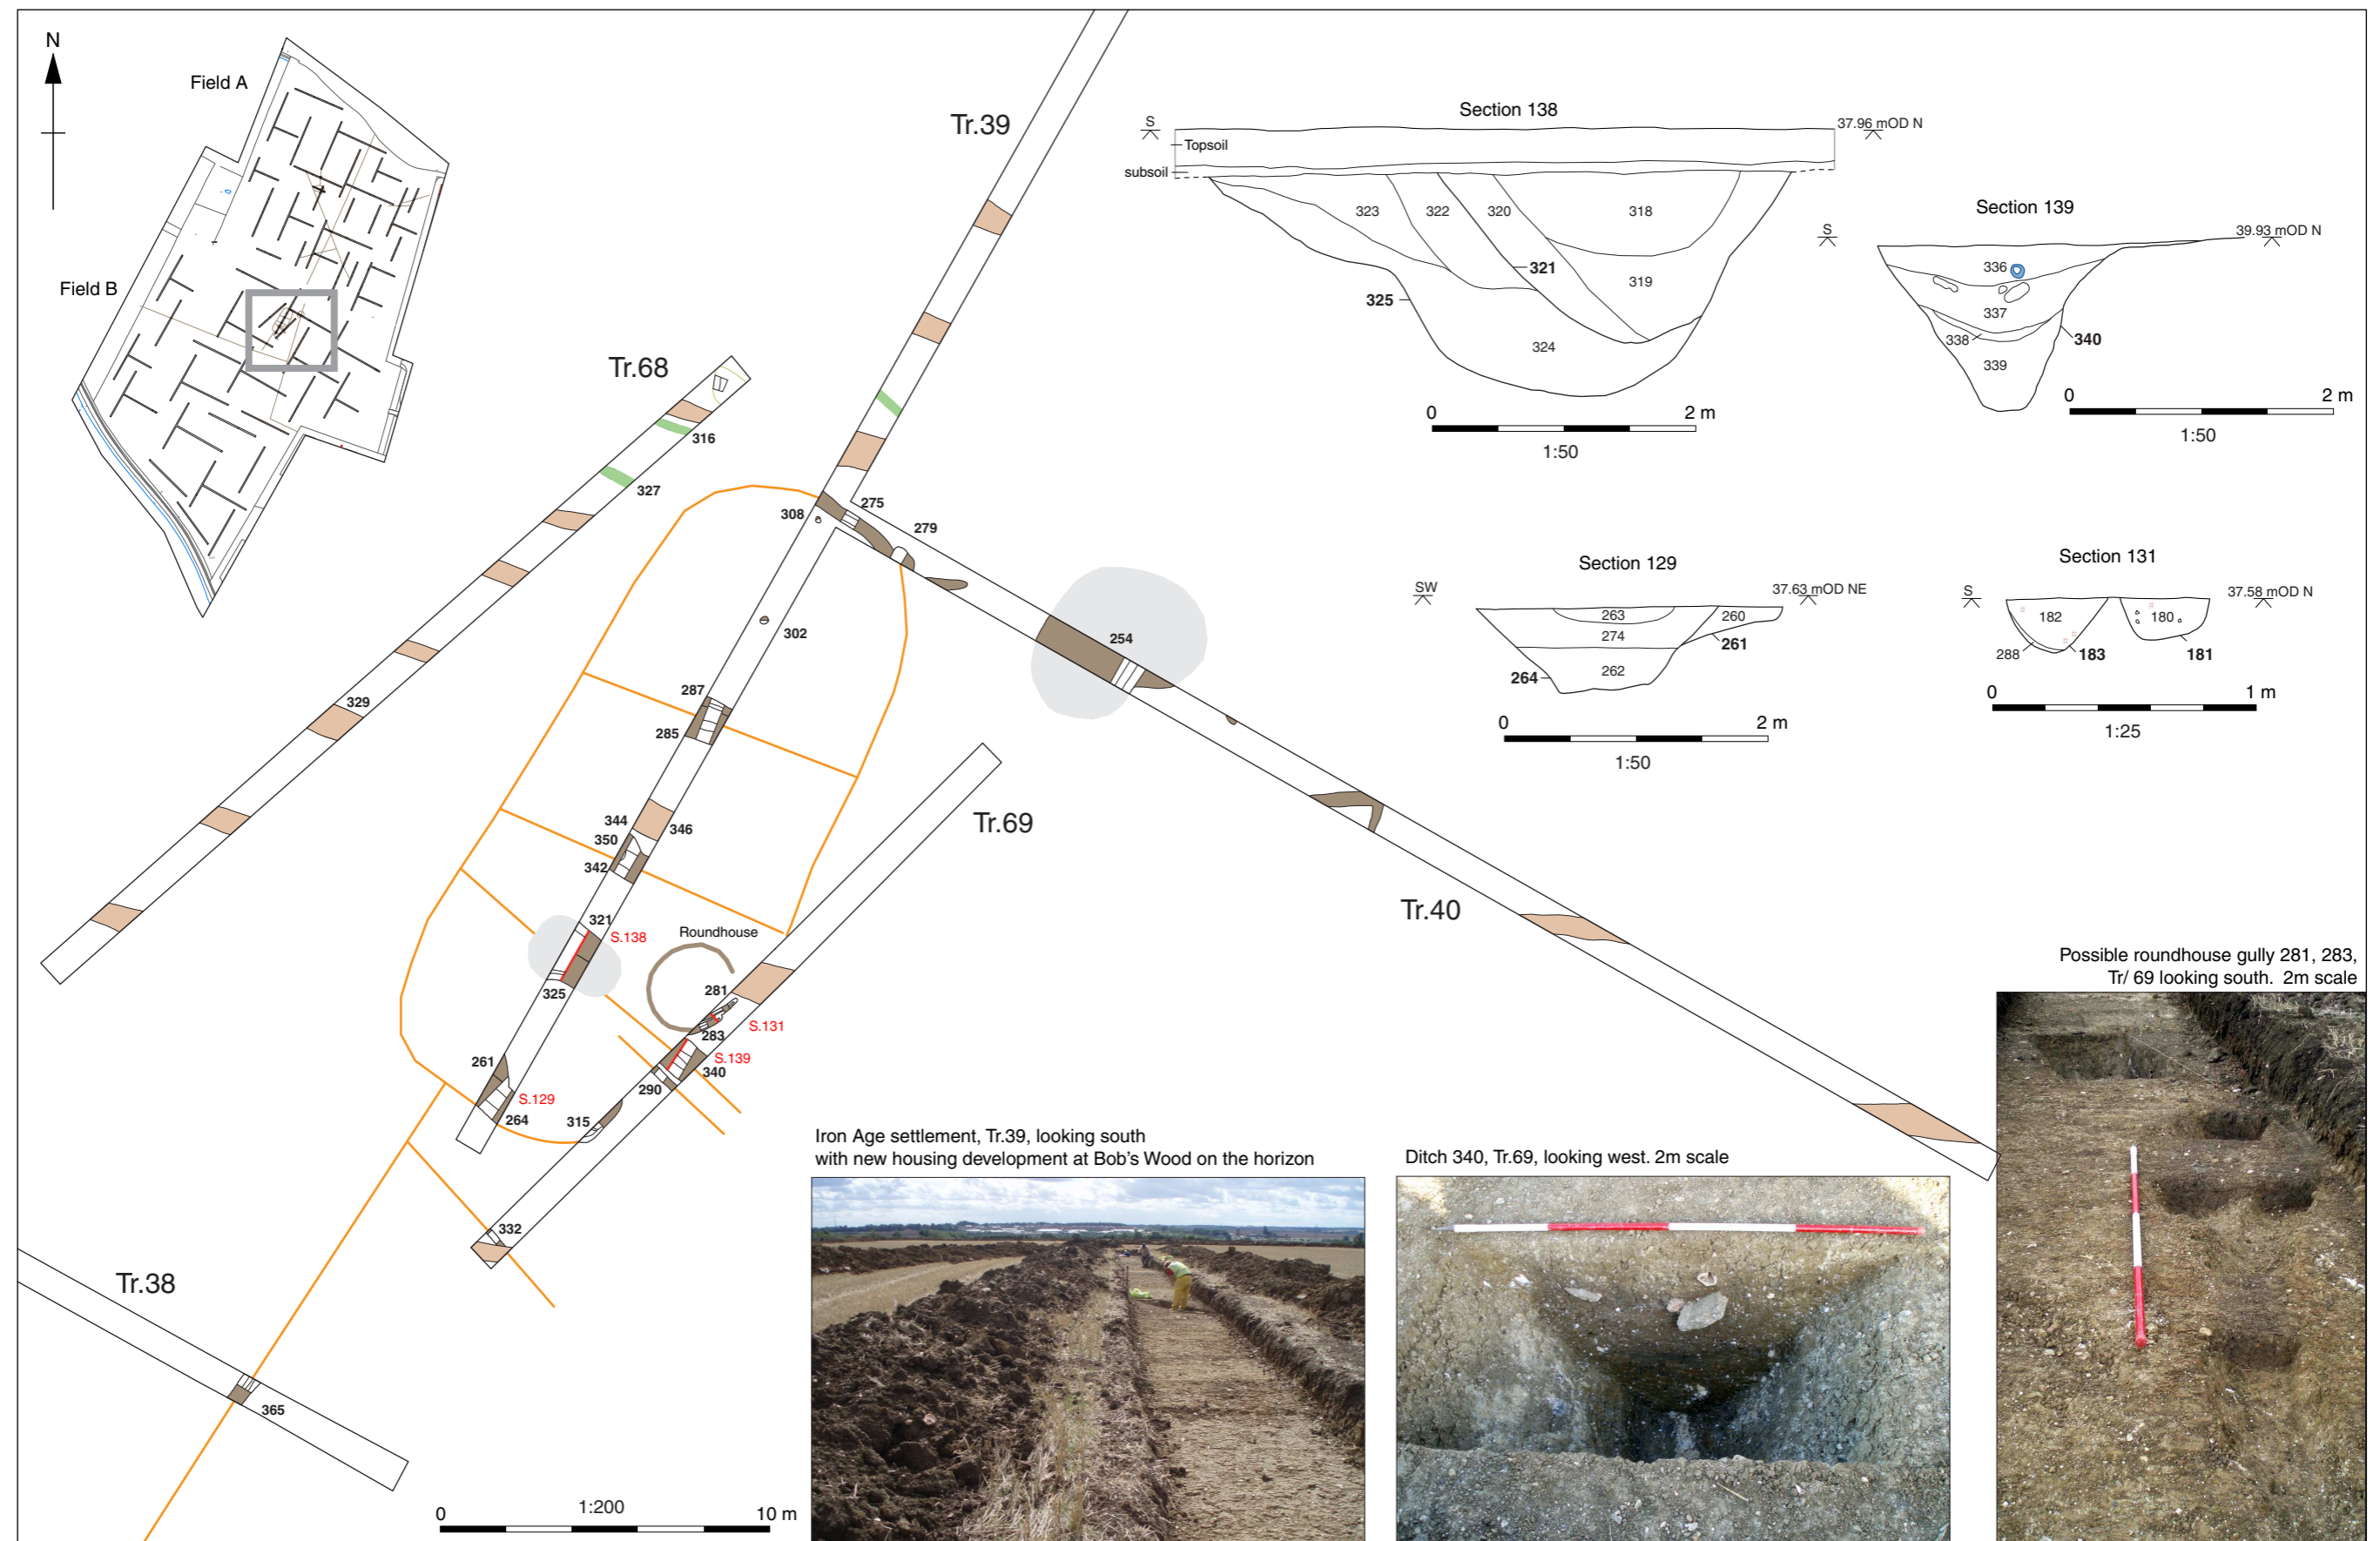 N
Field A
Field B
Tr.39
Tr.68
316
327
275
308
279
302
254
287
285
329
344
346
350
342
Tr.69
Tr.40
321
S.138
325
Roundhouse
281
S.131
283
S.139
340
290
261
S.129
264
315
332
Tr.38
365
0
1:200
10 m
Section 138
S
37.96 mOD N
Topsoil
subsoil
323
322
320
318
321
319
325
324
0
2 m
1:50
Section 139
S
39.93 mOD N
336
337
338
340
339
0
2 m
1:50
Section 129
SW
37.63 mOD NE
263
260
274
261
264
262
0
2 m
1:50
Section 131
S
37.58 mOD N
182
180
288
183
181
0
1 m
1:25
Iron Age settlement, Tr.39, looking south
with new housing development at Bob's Wood on the horizon
Ditch 340, Tr.69, looking west. 2m scale
Possible roundhouse gully 281, 283,
Tr/ 69 looking south. 2m scale